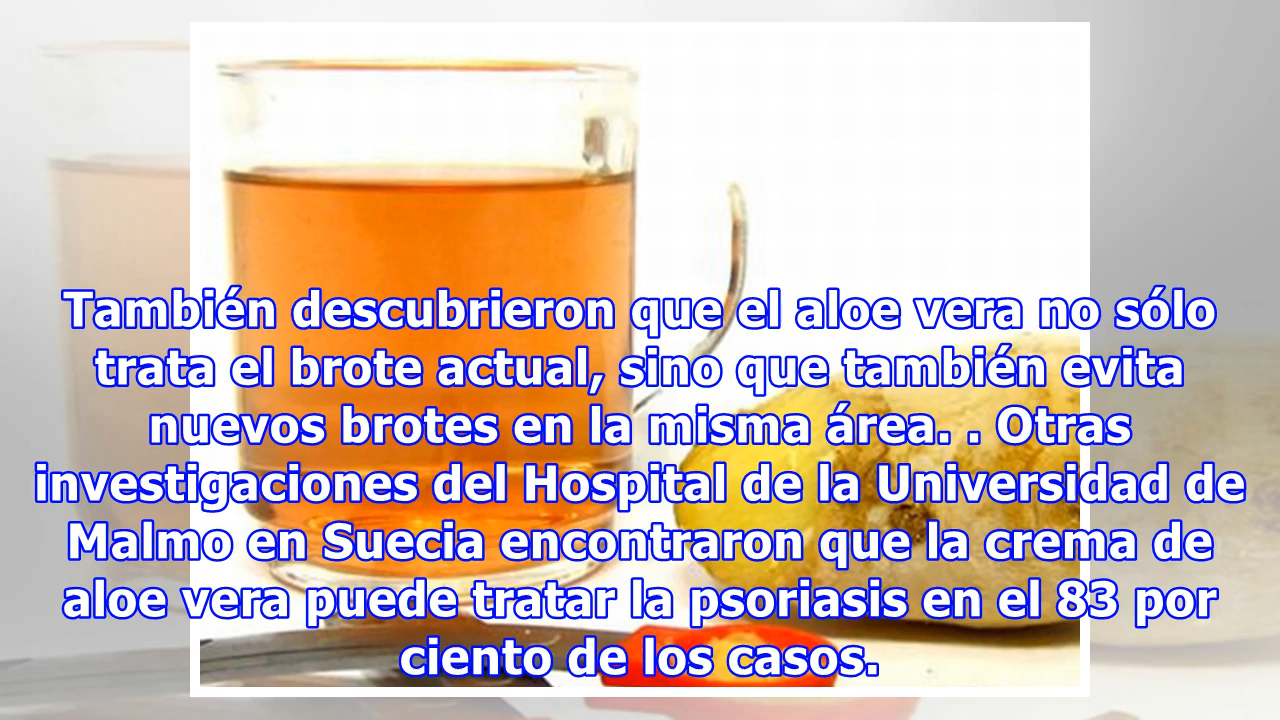 También descubrieron que el aloe vera no sólo
trata el brote actual, sino que también evita
nuevos brotes en la misma área. . Otras
investigaciones del Hospital de la Universidad de
Malmo en Suecia encontraron que la crema de
aloe vera puede tratar la psoriasis en el 83 por
ciento de los casos.